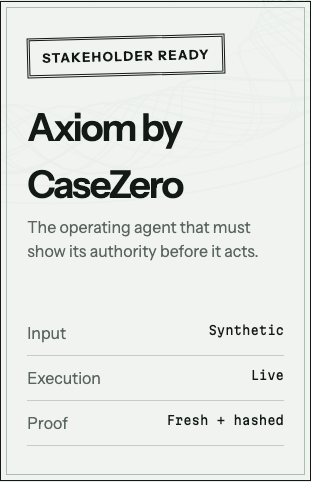 STAKEHOLDER READY
Axiom by
CaseZero
The operating agent that must
show its authority before it acts.
Input Synthetic
Execution Live
Proof Fresh + hashed